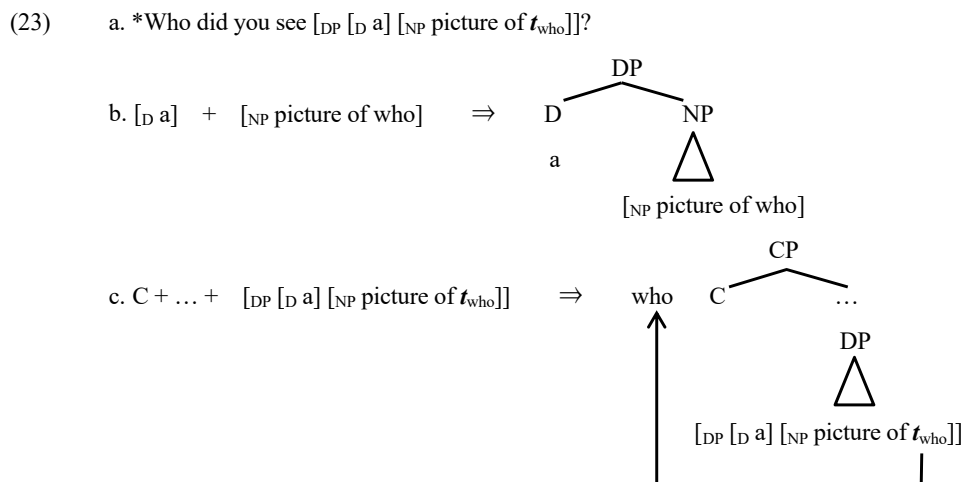 (23) a. *Who did you see [DP [D a] [NP picture of twho]]?
DP
b. [D a] + [NP picture of who] ⇒ D NP
a
[NP picture of who]
CP
c. C + … + [DP [D a] [NP picture of twho]] ⇒ who C …
DP
[DP [D a] [NP picture of twho]]